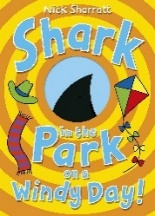 Nick Sharratt
Shark
in the
Park
on a
Windy Day!